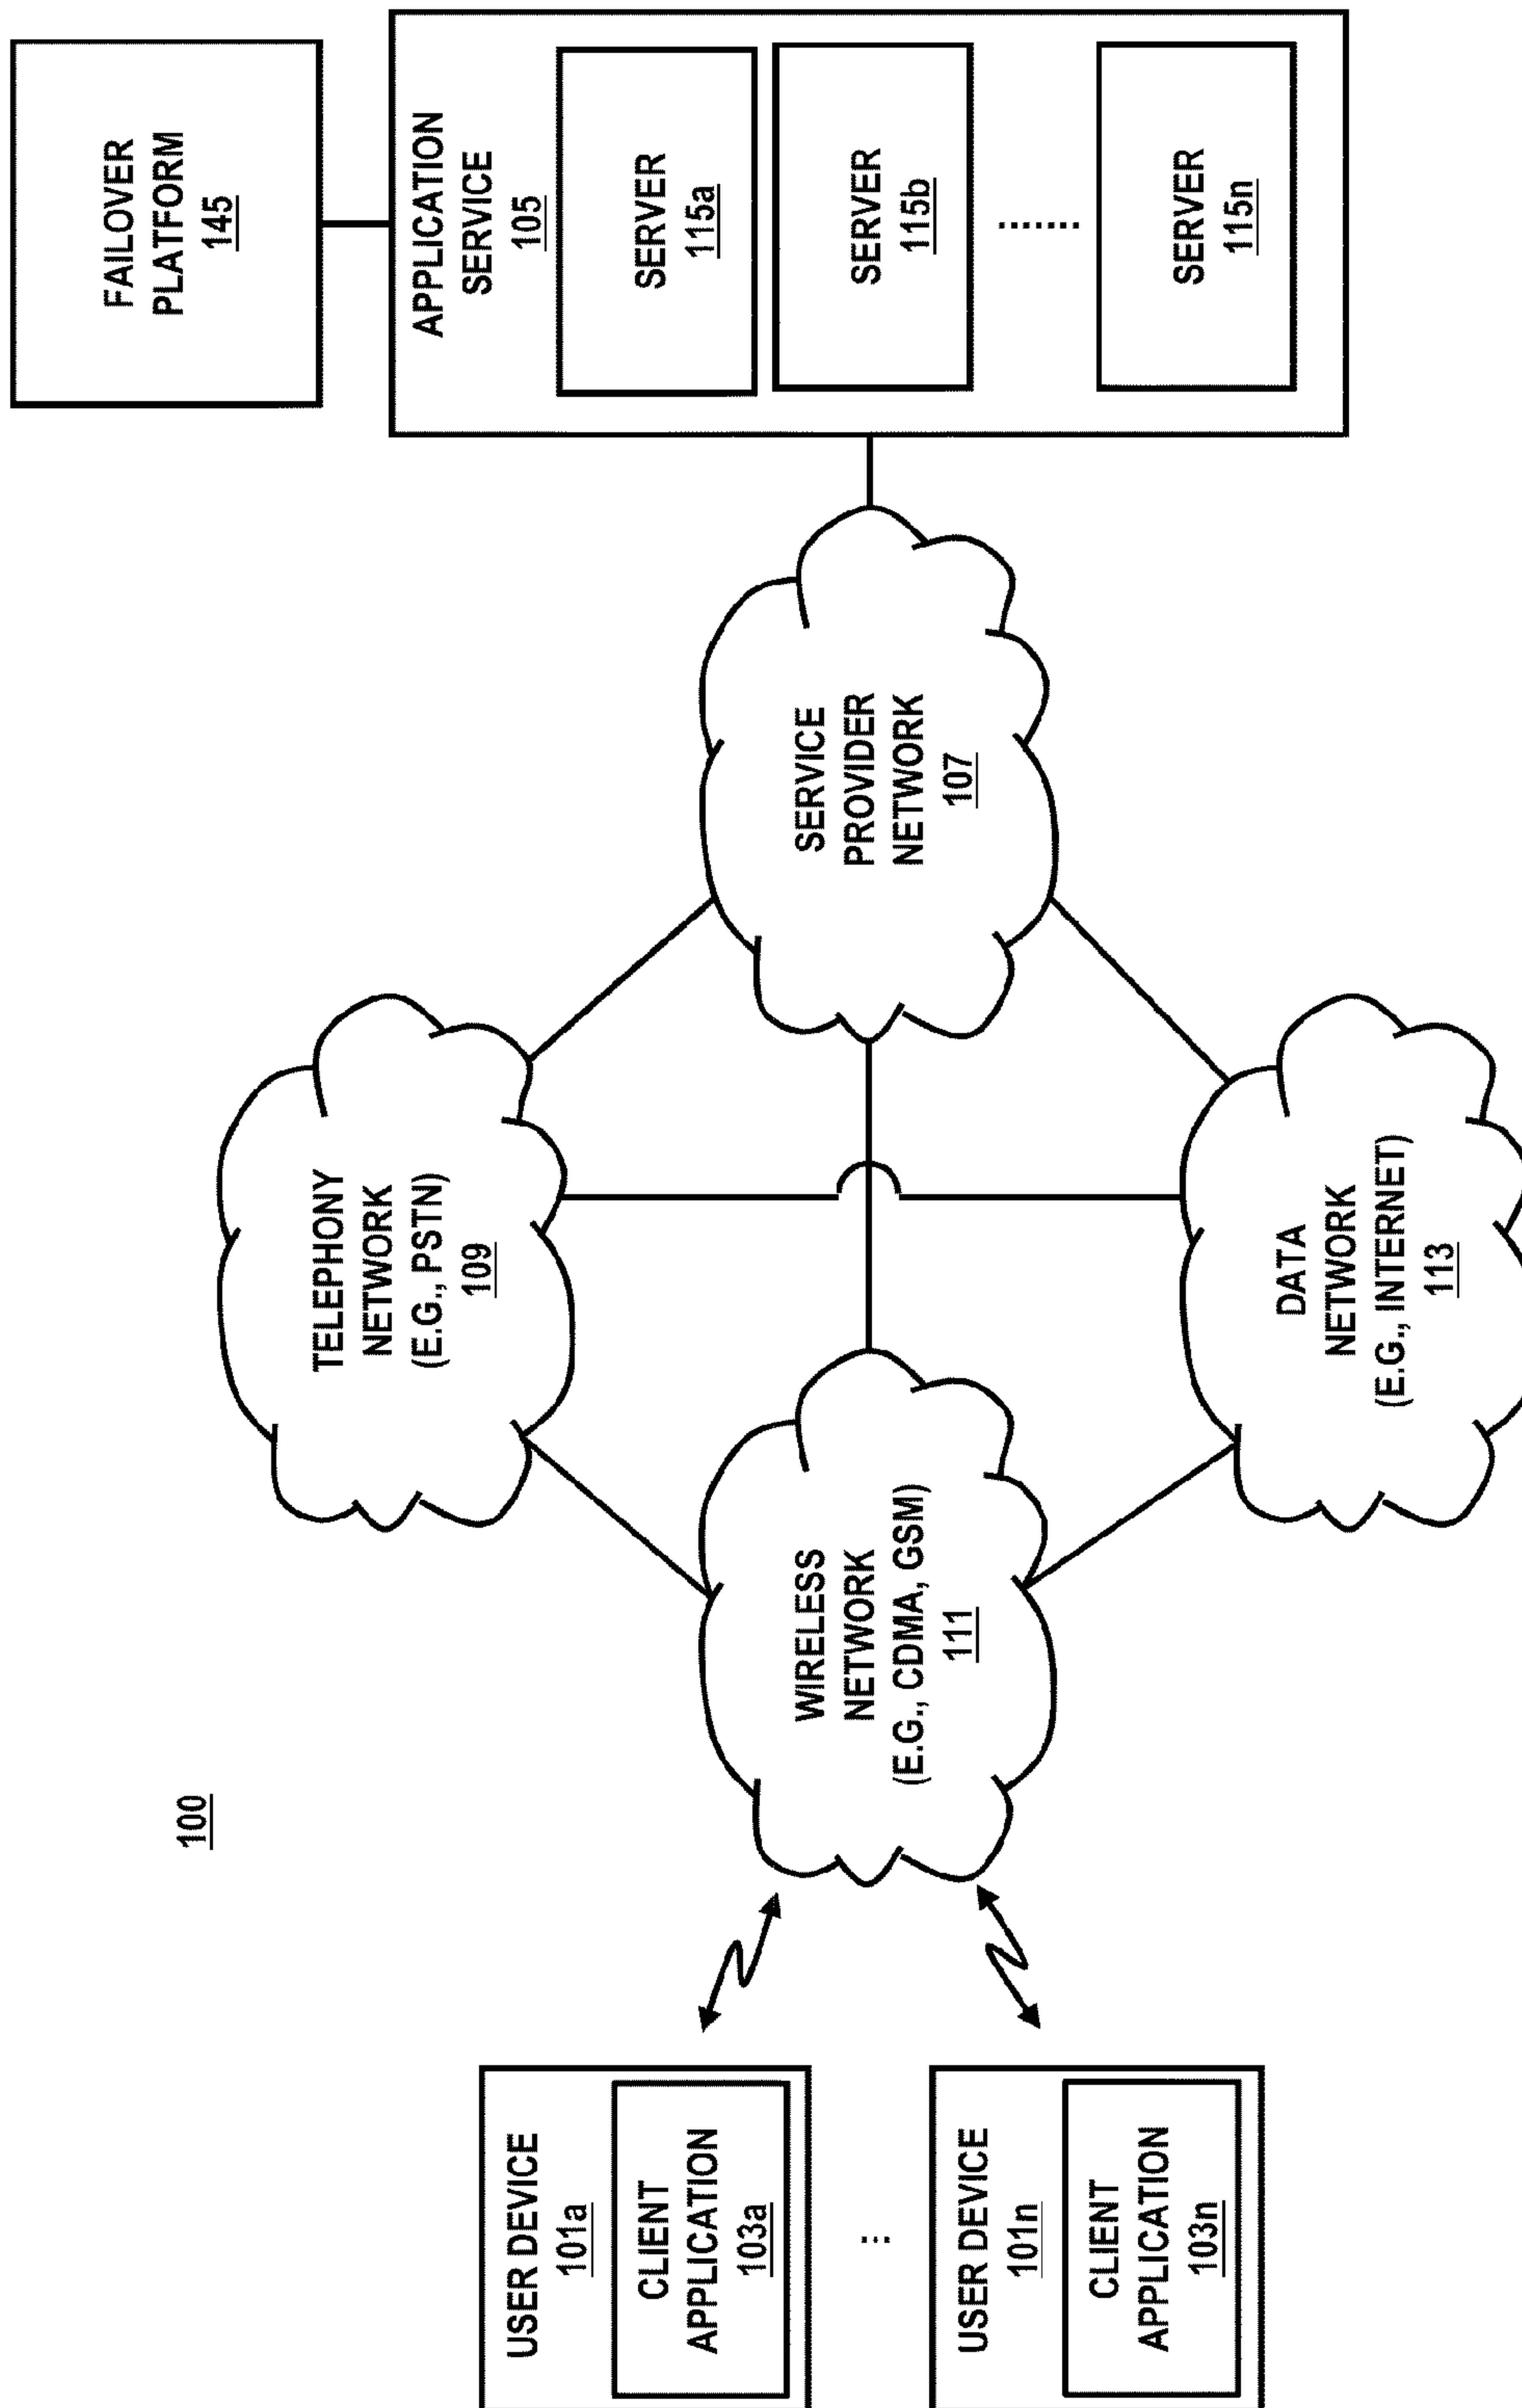 100
USER DEVICE
101a
CLIENT
APPLICATION
103a
...
USER DEVICE
101n
CLIENT
APPLICATION
103n
WIRELESS
NETWORK
(E.G., CDMA, GSM)
111
TELEPHONY
NETWORK
(E.G., PSTN)
109
DATA
NETWORK
(E.G., INTERNET)
113
SERVICE
PROVIDER
NETWORK
107
FAILOVER
PLATFORM
145
APPLICATION
SERVICE
105
SERVER
115a
SERVER
115b
.......
SERVER
115n